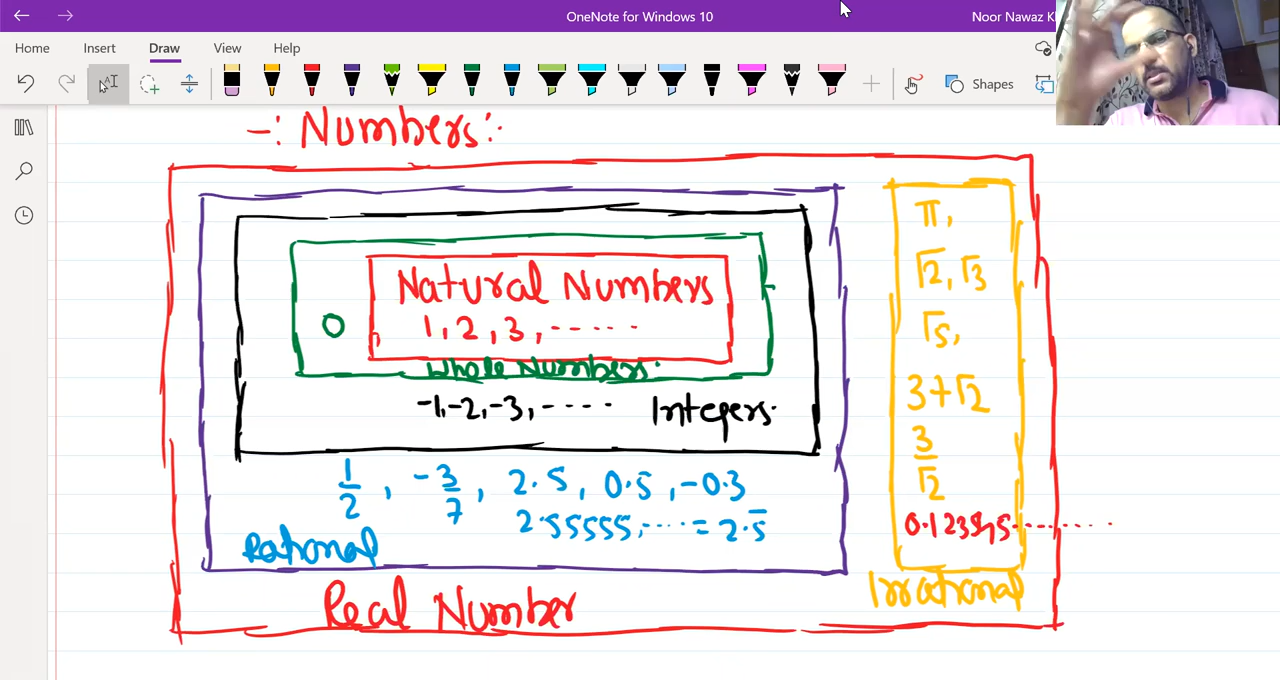 OneNote for Windows 10
Noor Nawaz Kh
Home Insert Draw View Help
Shapes
-: Numbers:-
Natural Numbers
0 1, 2, 3, ......
Whole Numbers.
-1, -2, -3, ..... Integers.
1/2, -3/7, 2.5, 0.5, -0.3
2.55555, .... = 2.5̅
Rational
Real Number
π,
√2, √3
√5,
3+√2
3/√2
Irrational